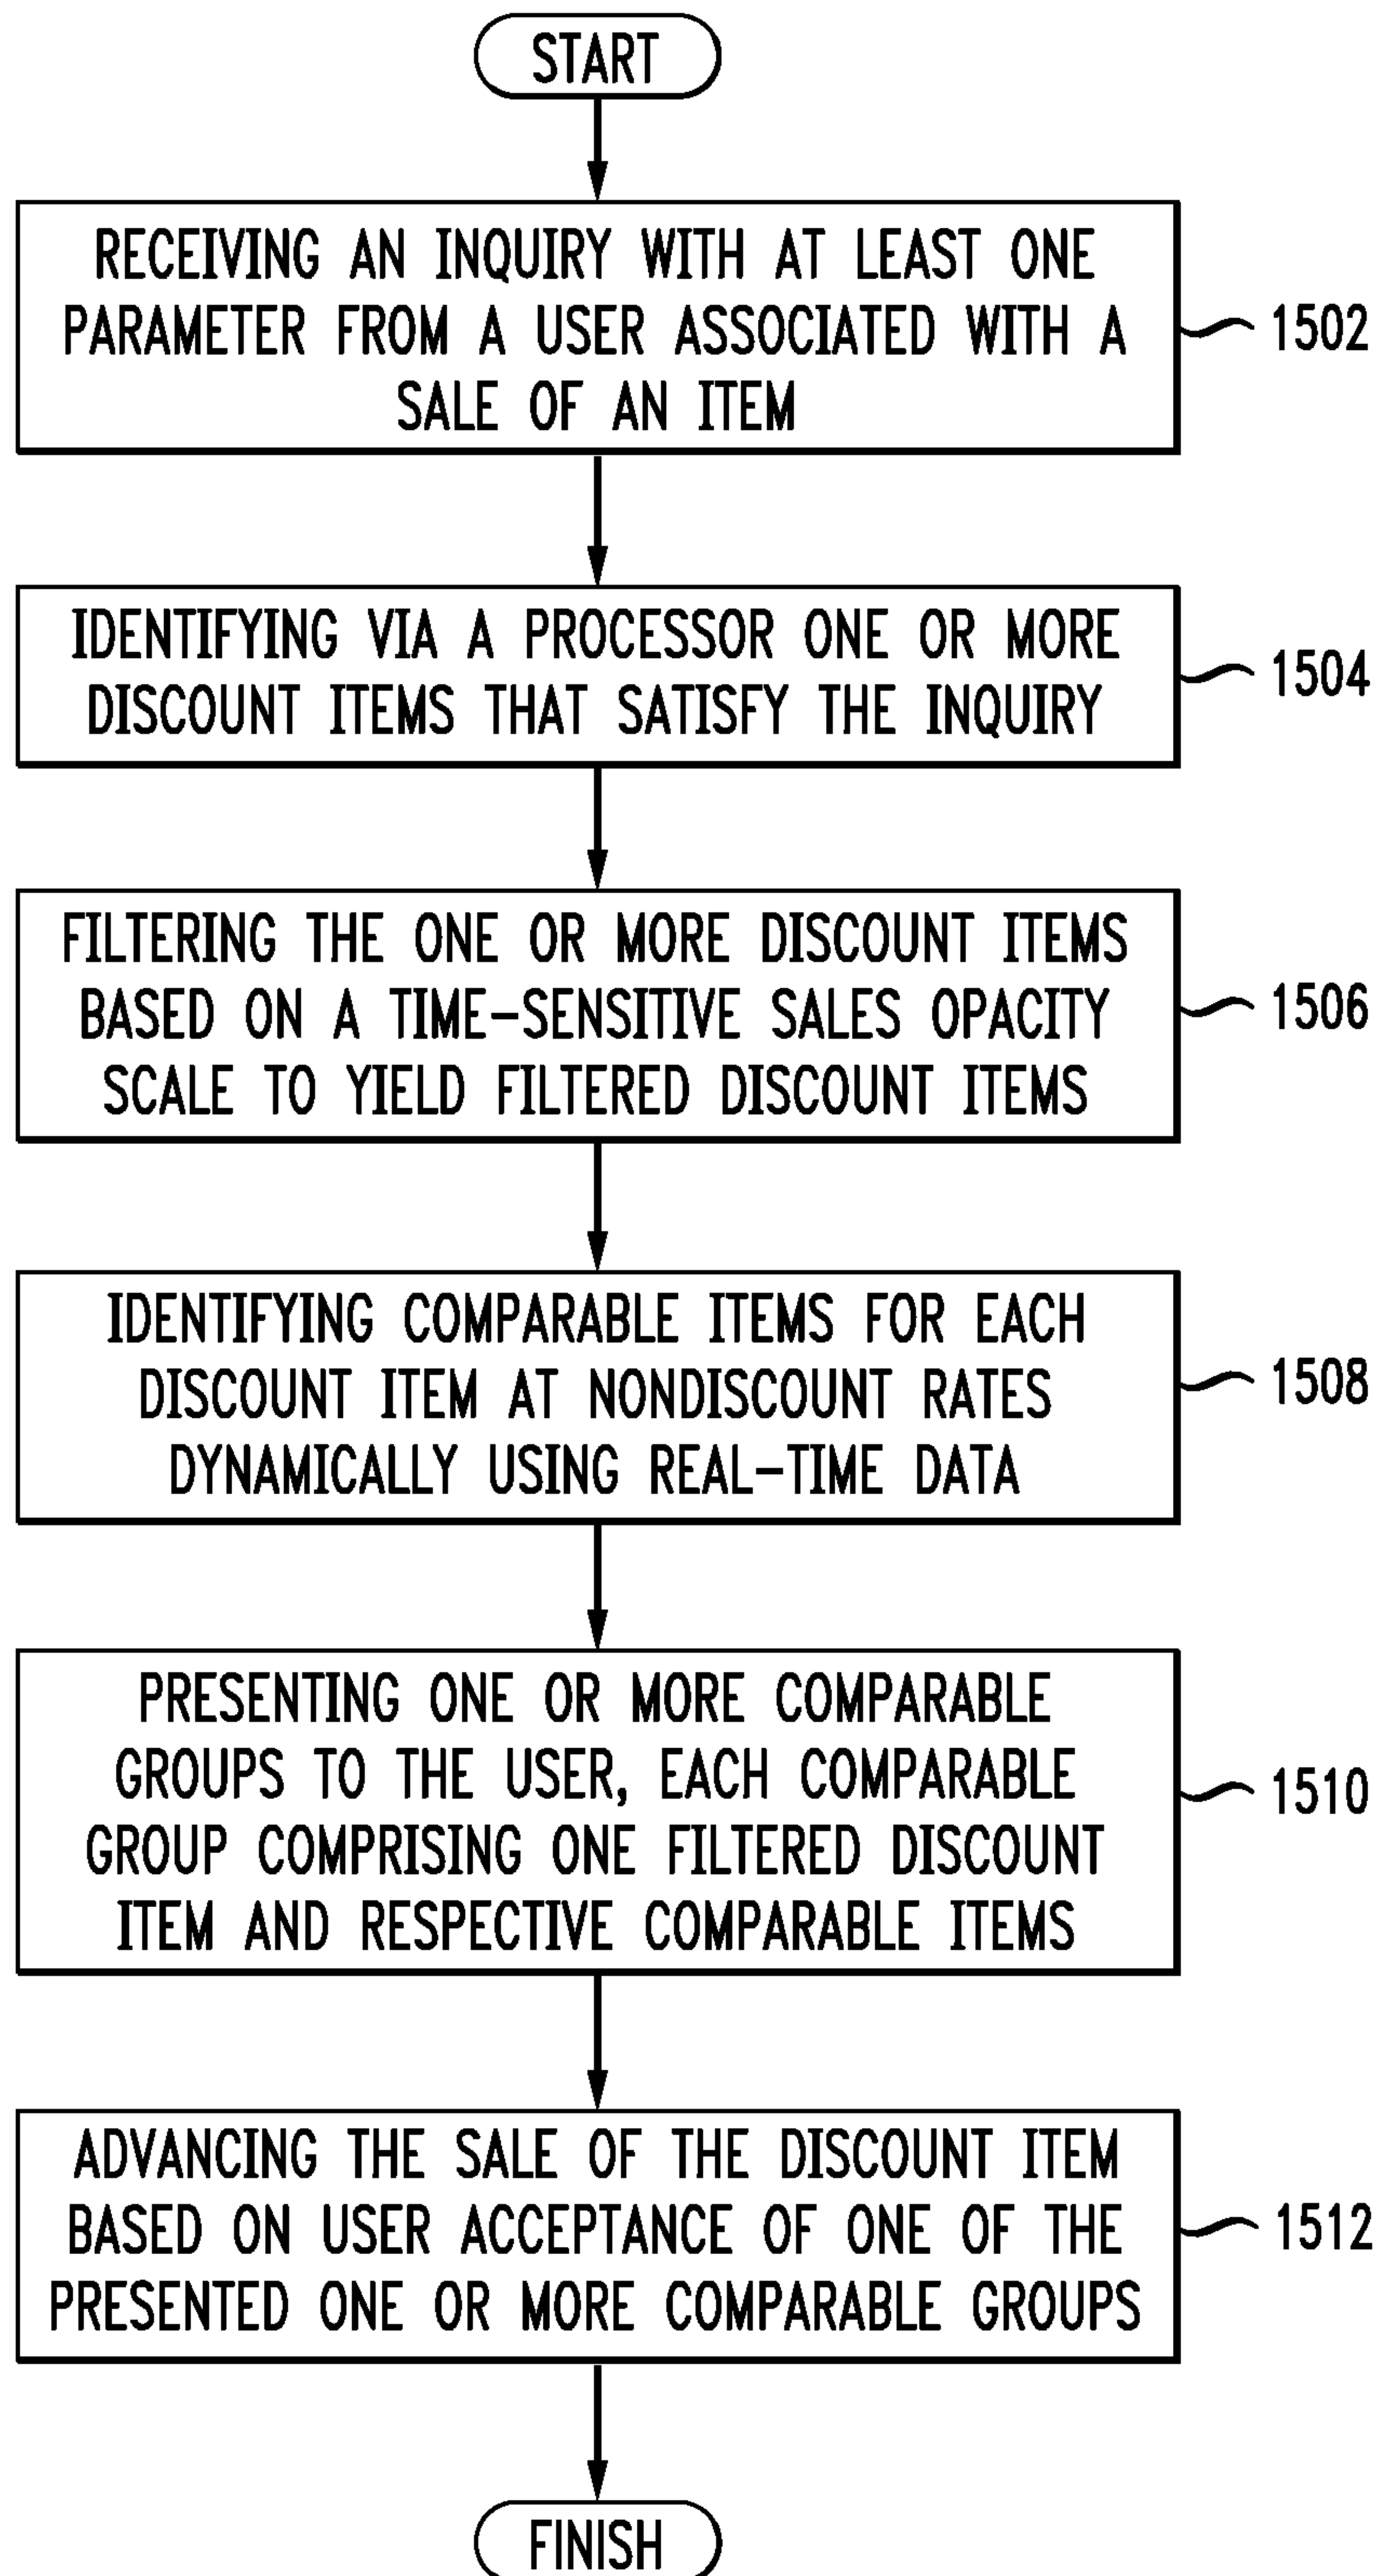 START
RECEIVING AN INQUIRY WITH AT LEAST ONE
PARAMETER FROM A USER ASSOCIATED WITH A
SALE OF AN ITEM
1502
IDENTIFYING VIA A PROCESSOR ONE OR MORE
DISCOUNT ITEMS THAT SATISFY THE INQUIRY
1504
FILTERING THE ONE OR MORE DISCOUNT ITEMS
BASED ON A TIME-SENSITIVE SALES OPACITY
SCALE TO YIELD FILTERED DISCOUNT ITEMS
1506
IDENTIFYING COMPARABLE ITEMS FOR EACH
DISCOUNT ITEM AT NONDISCOUNT RATES
DYNAMICALLY USING REAL-TIME DATA
1508
PRESENTING ONE OR MORE COMPARABLE
GROUPS TO THE USER, EACH COMPARABLE
GROUP COMPRISING ONE FILTERED DISCOUNT
ITEM AND RESPECTIVE COMPARABLE ITEMS
1510
ADVANCING THE SALE OF THE DISCOUNT ITEM
BASED ON USER ACCEPTANCE OF ONE OF THE
PRESENTED ONE OR MORE COMPARABLE GROUPS
1512
FINISH